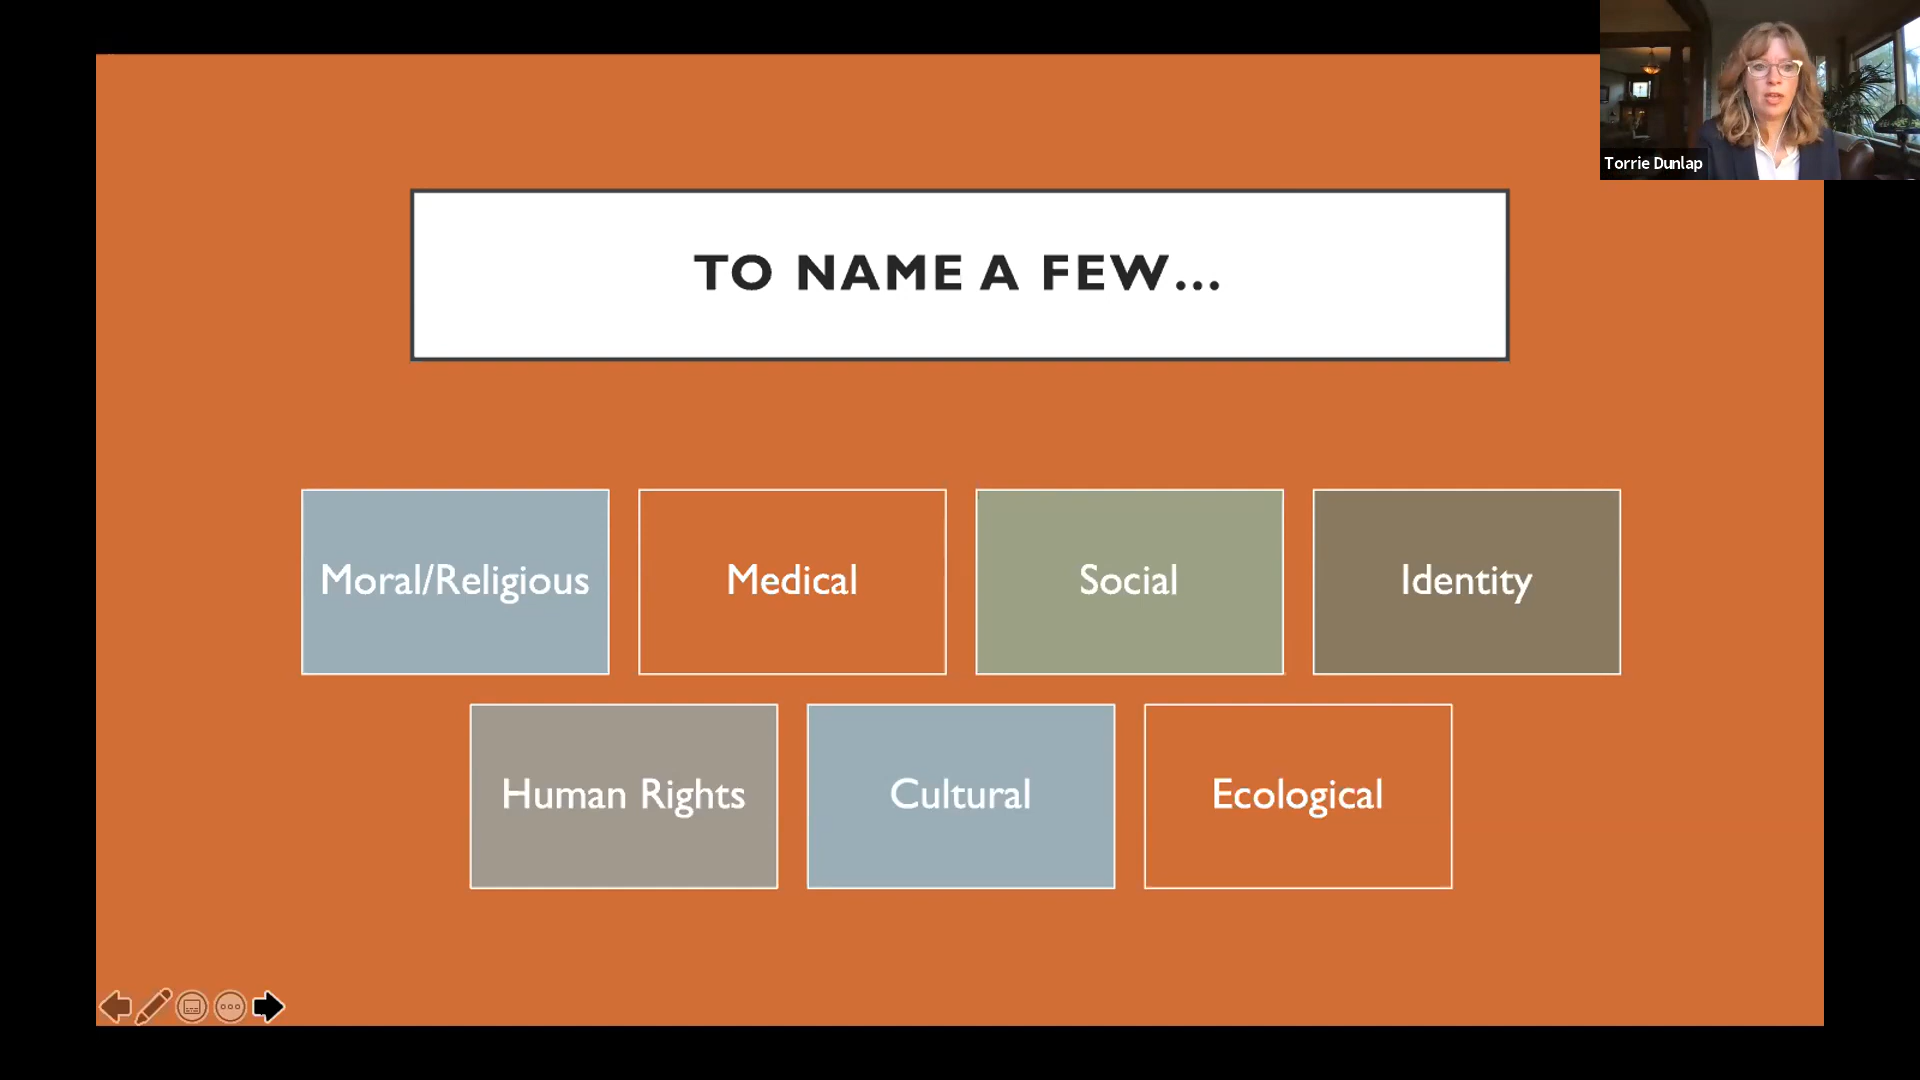 Torrie Dunlap
TO NAME A FEW...
Moral/Religious
Medical
Social
Identity
Human Rights
Cultural
Ecological